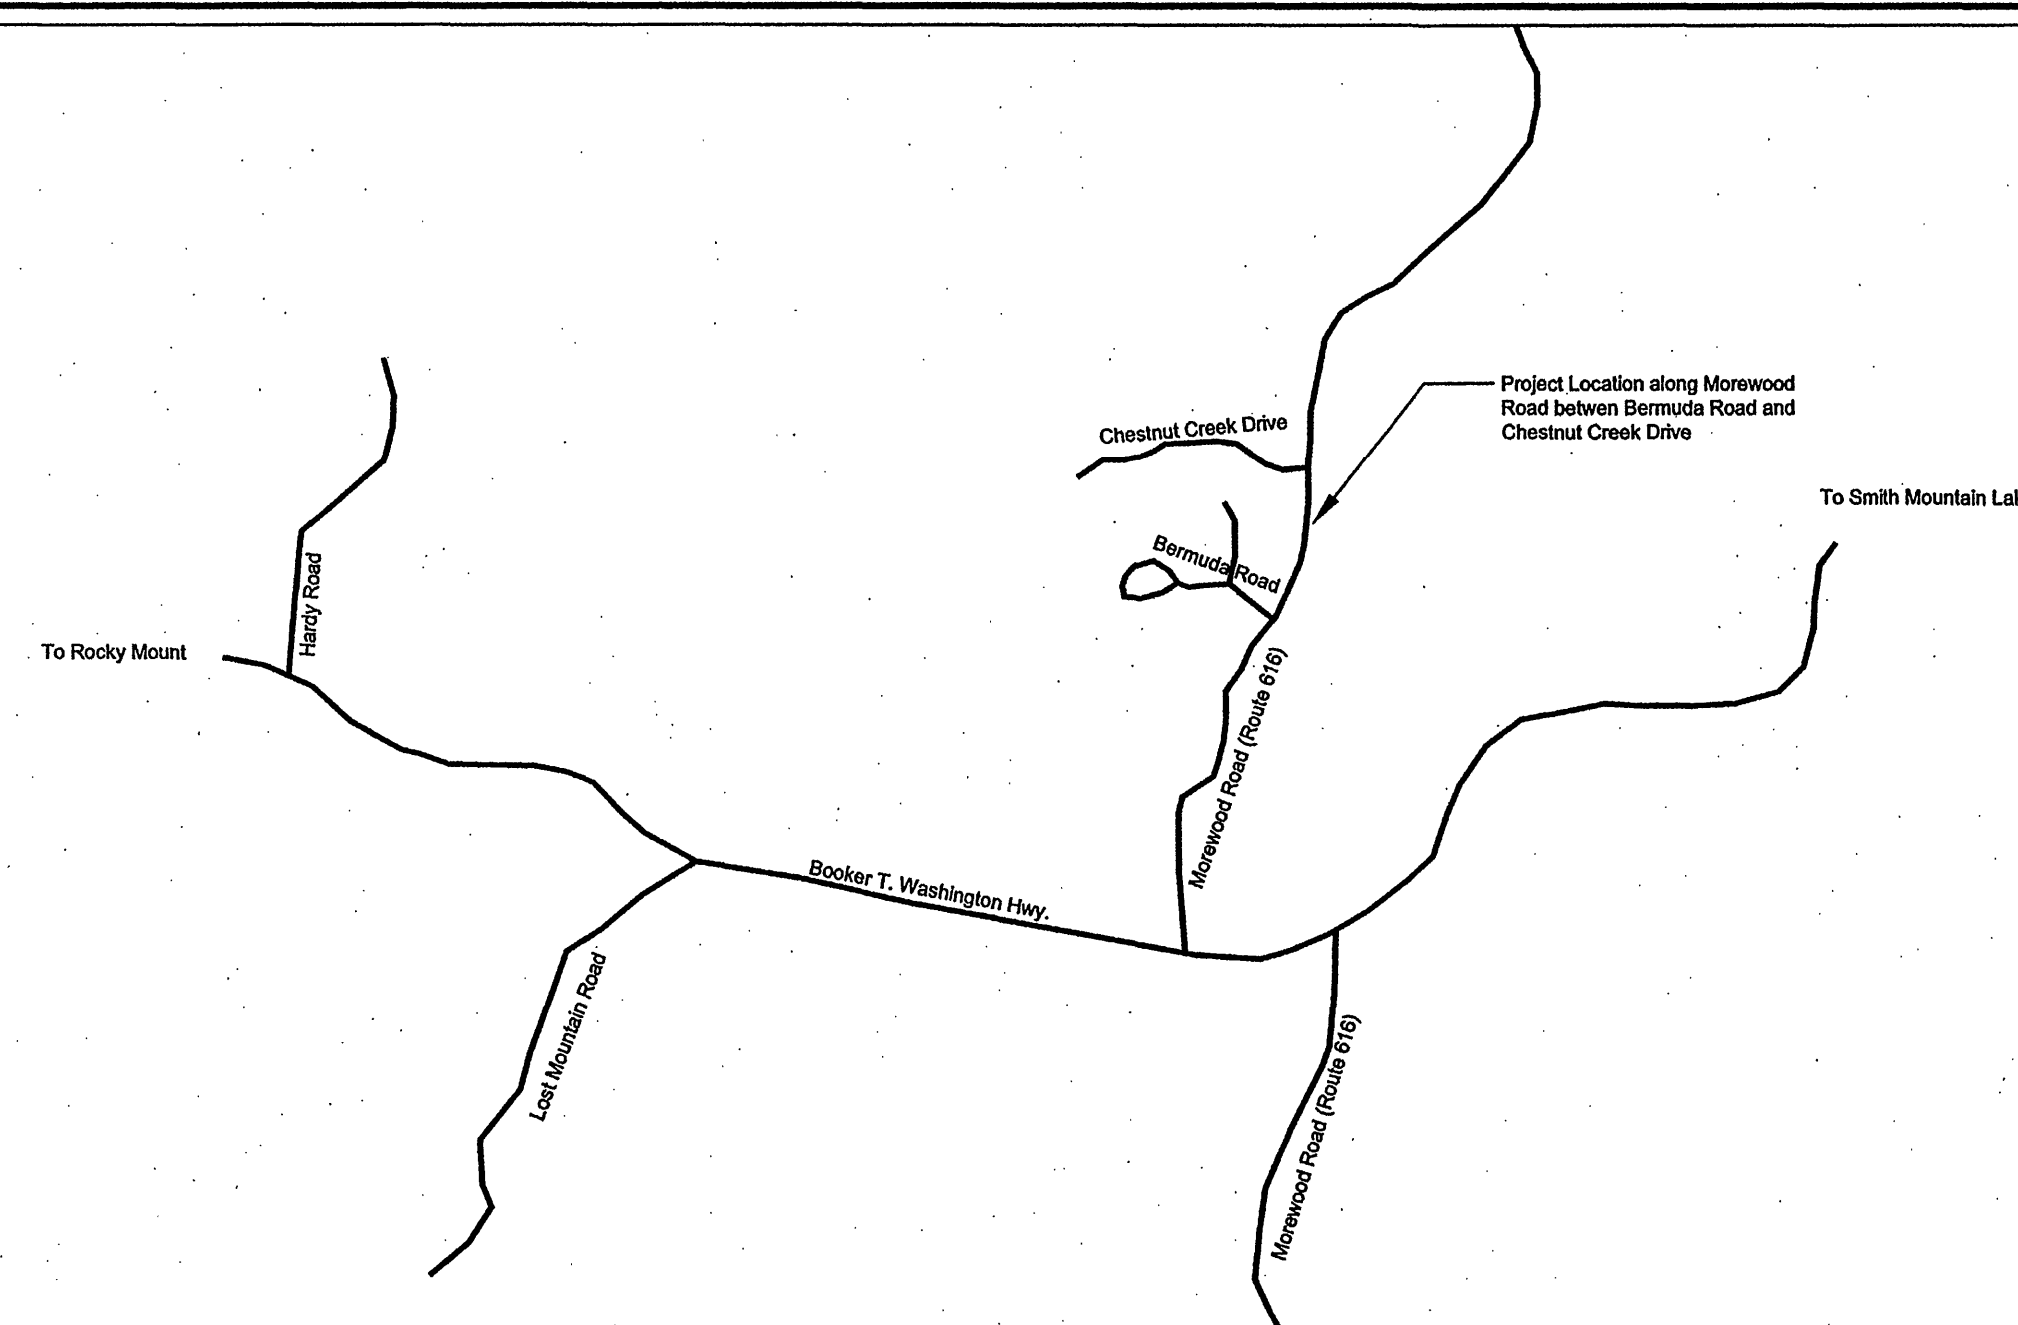 Project Location along Morewood
Road betwen Bermuda Road and
Chestnut Creek Drive
Chestnut Creek Drive
To Smith Mountain
Bermuda Road
Hardy Road
To Rocky Mount
Morewood Road (Route 616)
Booker T. Washington Hwy.
Lost Mountain Road
Morewood Road (Route 616)